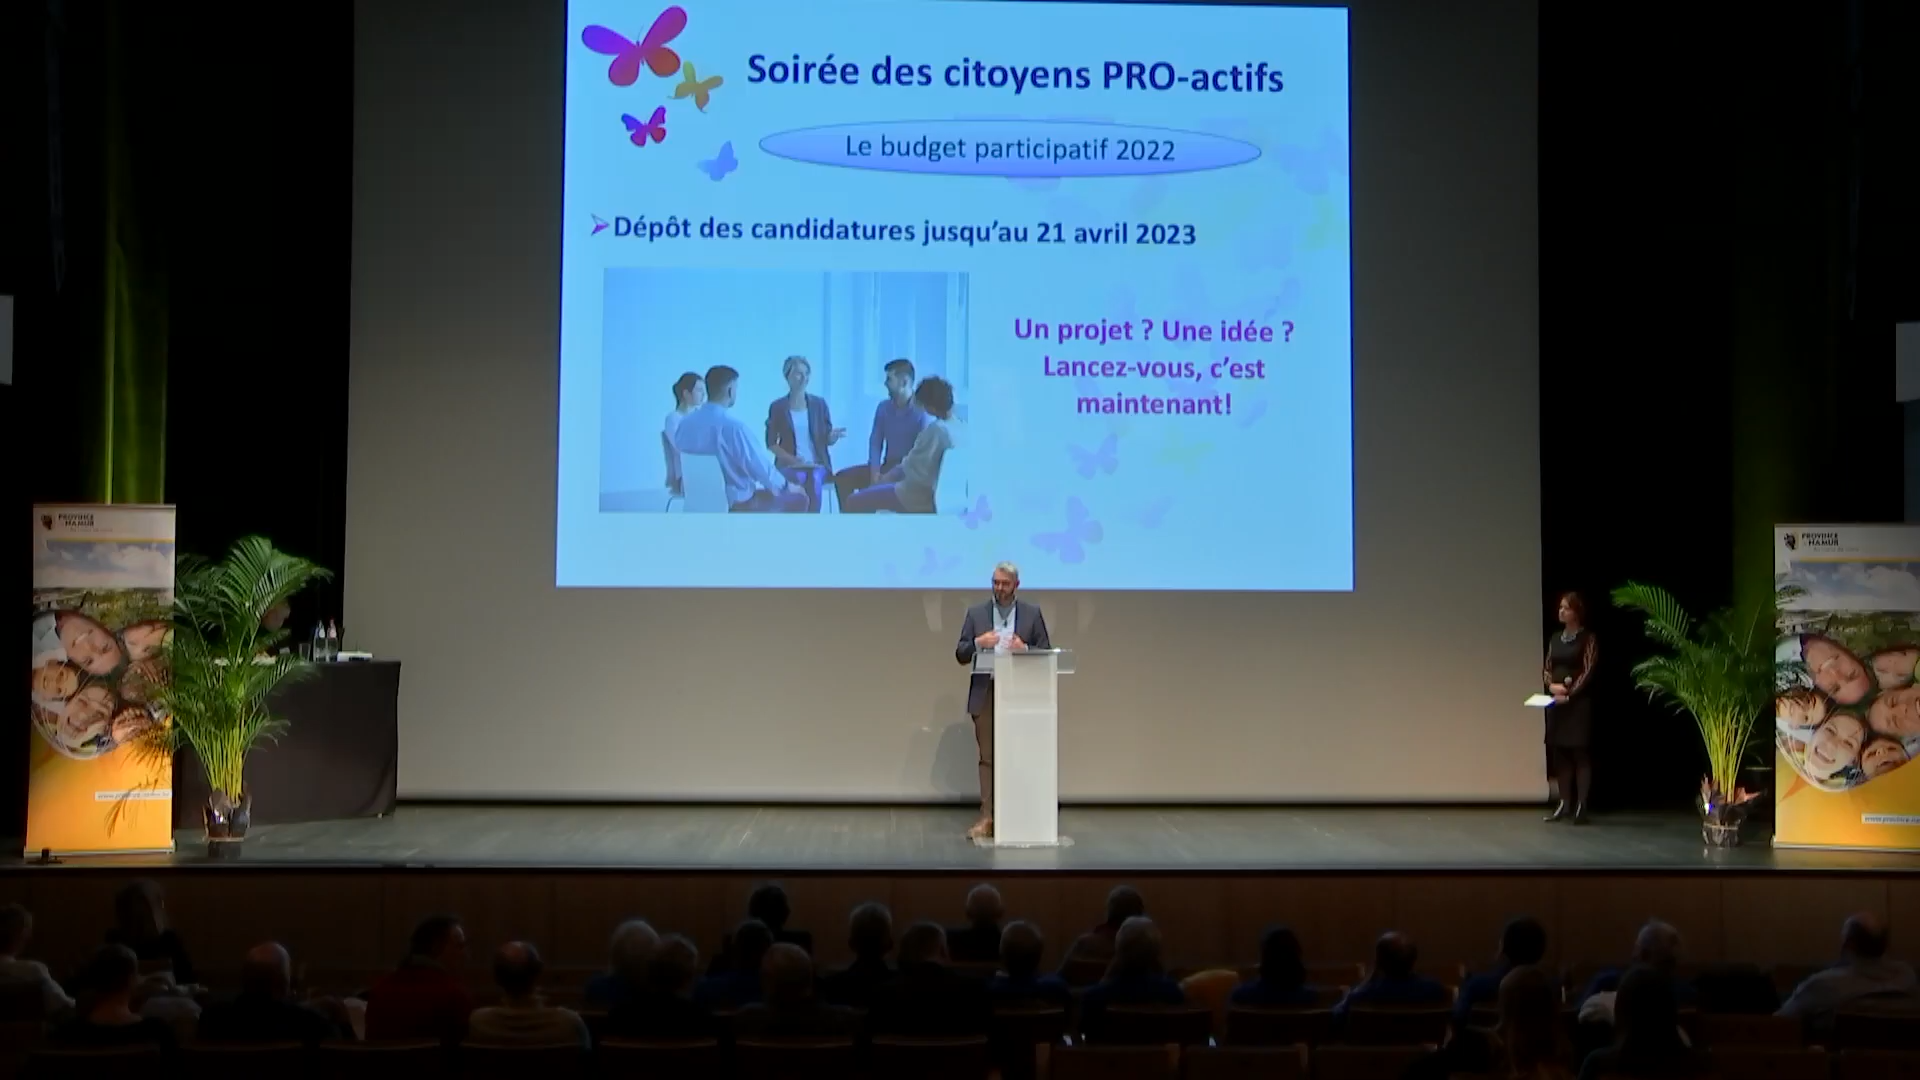 Soirée des citoyens PRO-actifs
Le budget participatif 2022
Dépôt des candidatures jusqu'au 21 avril 2023
Un projet ? Une idée ?
Lancez-vous, c'est
maintenant!
PROVINCE
NAMUR
PROVINCE
NAMUR